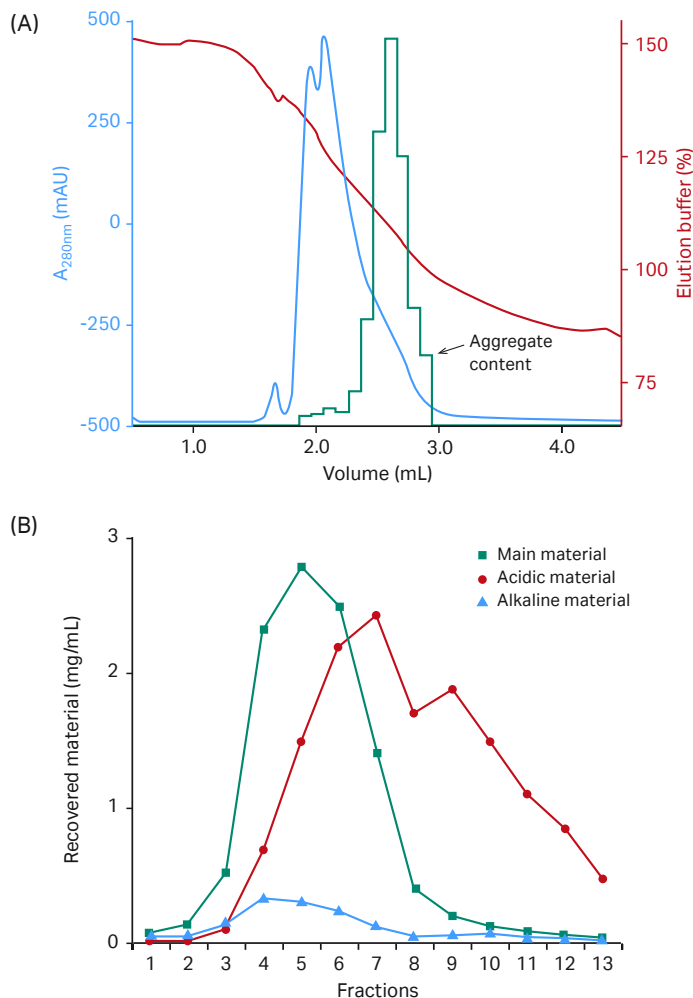 (A)
500
250
0
-250
-500
A280nm (mAU)
150
125
100
75
Elution buffer (%)
Aggregate
content
1.0 2.0 3.0 4.0
Volume (mL)
(B)
3
2
1
0
Recovered material (mg/mL)
Main material
Acidic material
Alkaline material
1 2 3 4 5 6 7 8 9 10 11 12 13
Fractions